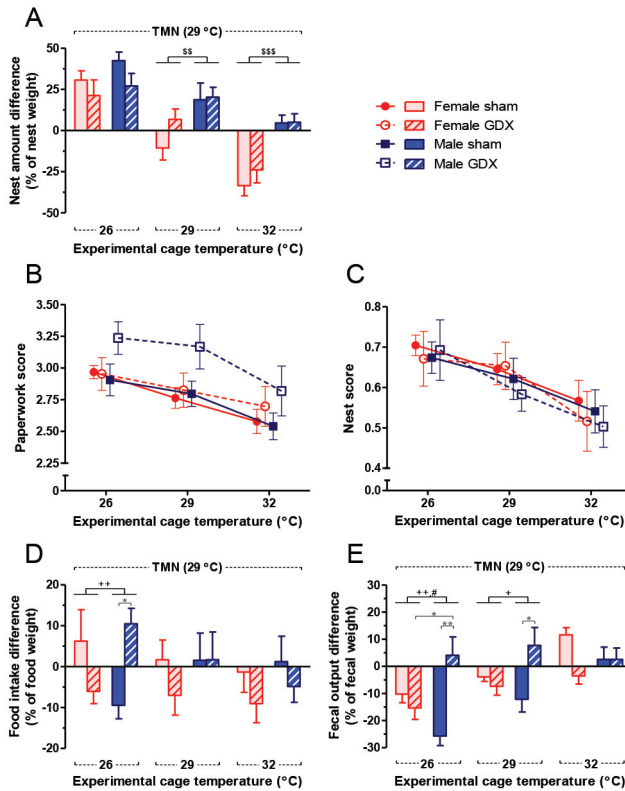 A
TMN (29 °C)
$$
$$$
50
25
0
-25
-50
Nest amount difference
(% of nest weight)
26
29
32
Experimental cage temperature (°C)
Female sham
Female GDX
Male sham
Male GDX
B
3.50
3.25
3.00
2.75
2.50
2.25
0
Paperwork score
26
29
32
Experimental cage temperature (°C)
C
0.8
0.7
0.6
0.5
0.4
0.0
Nest score
26
29
32
Experimental cage temperature (°C)
D
TMN (29 °C)
++
*
20
10
0
-10
-20
Food intake difference
(% of food weight)
26
29
32
Experimental cage temperature (°C)
E
TMN (29 °C)
++,#
+
*
**
*
30
20
10
0
-10
-20
-30
Fecal output difference
(% of fecal weight)
26
29
32
Experimental cage temperature (°C)